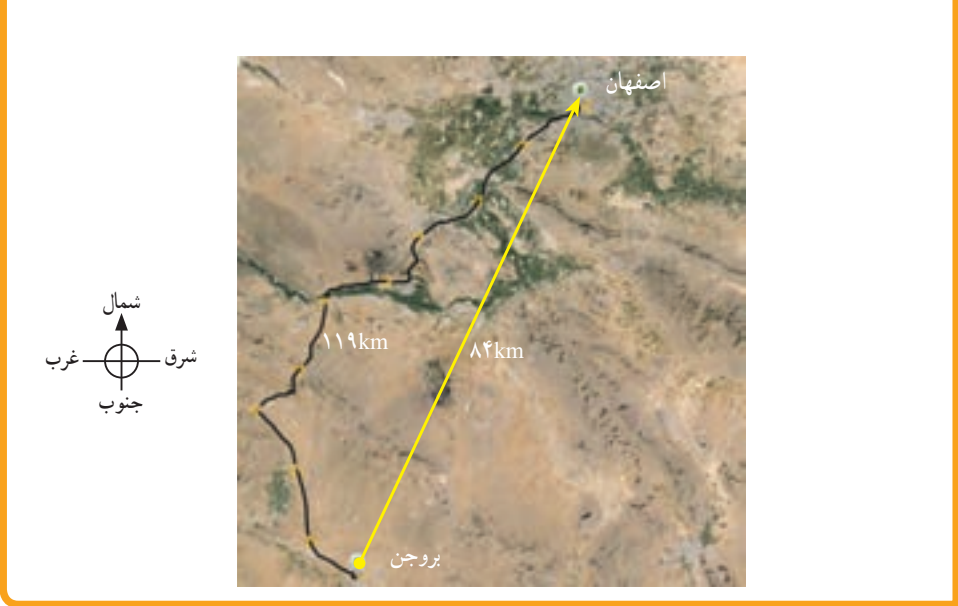 اصفهان
۱۱۹km
۸۴km
بروجن
شمال
شرق
غرب
جنوب